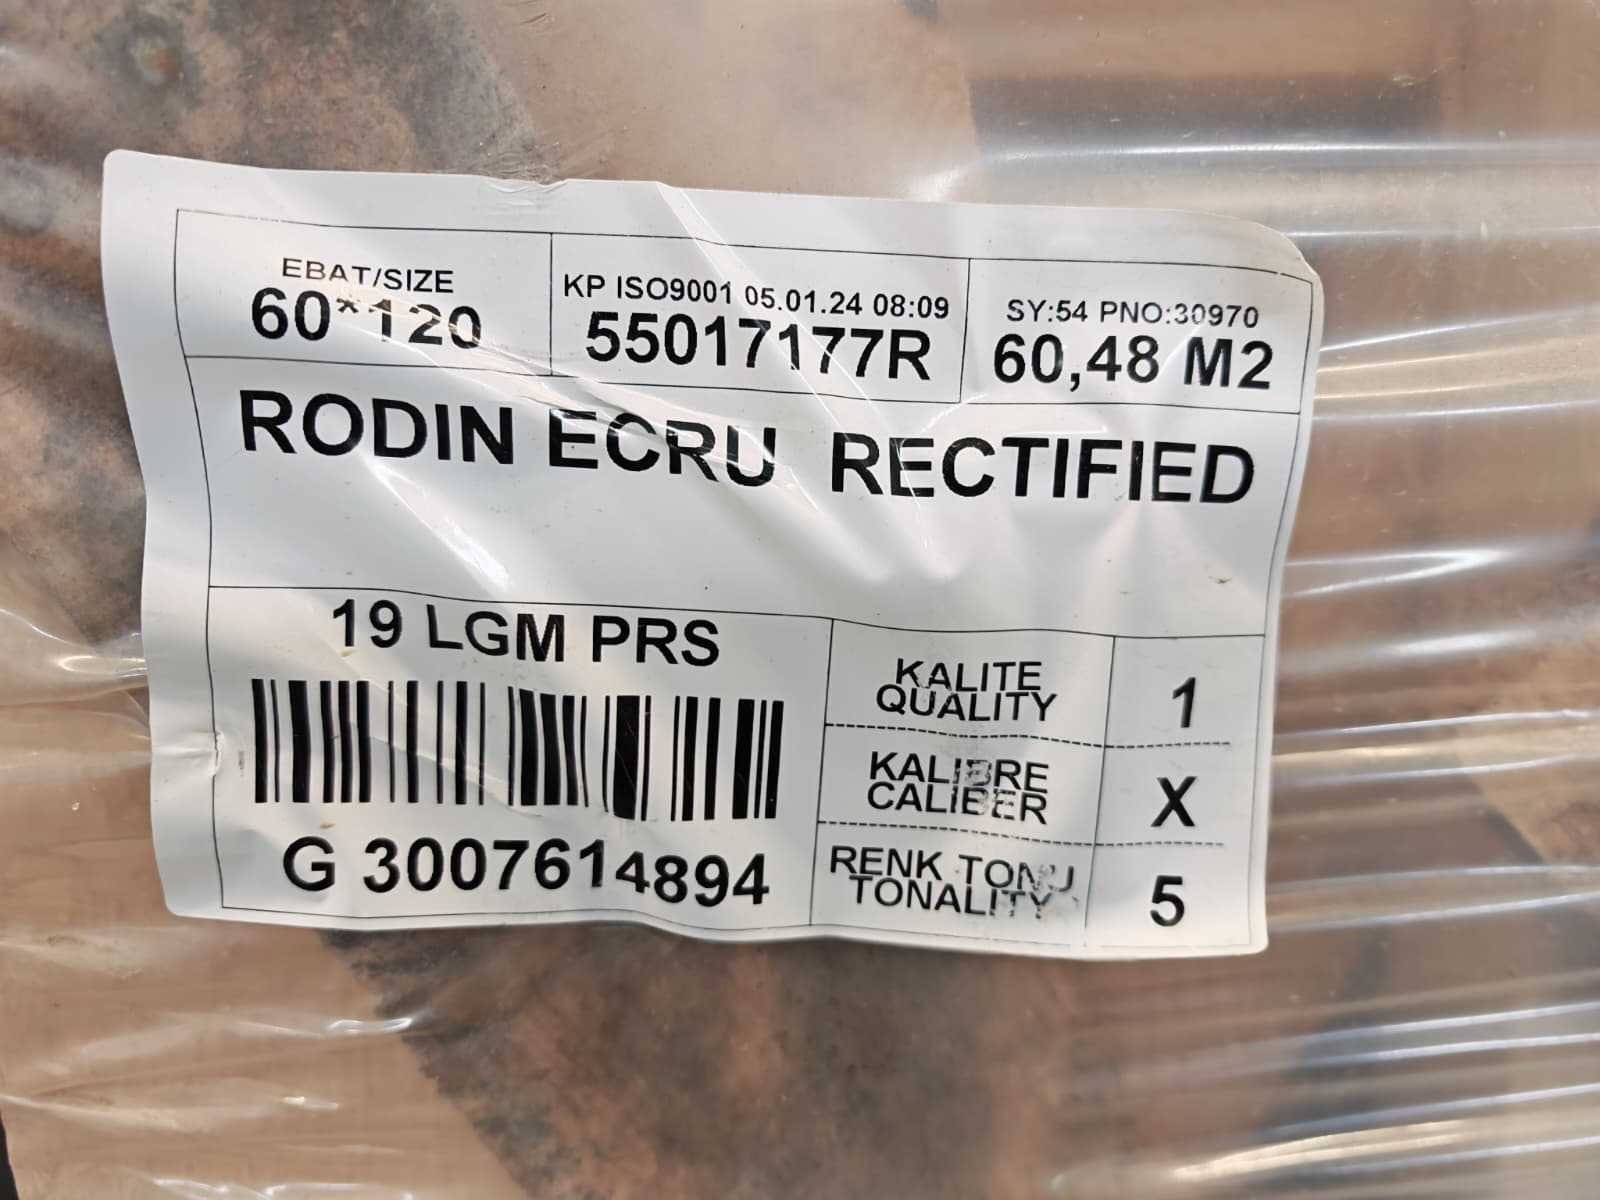 EBAT/SIZE
60*120
KP ISO9001 05.01.24 08:09
55017177R
SY:54 PNO:30970
60,48 M2
RODIN ECRU RECTIFIED
19 LGM PRS
G 3007614894
KALITE
QUALITY
1
KALIBRE
CALIBER
X
RENK TONU
TONALITY
5